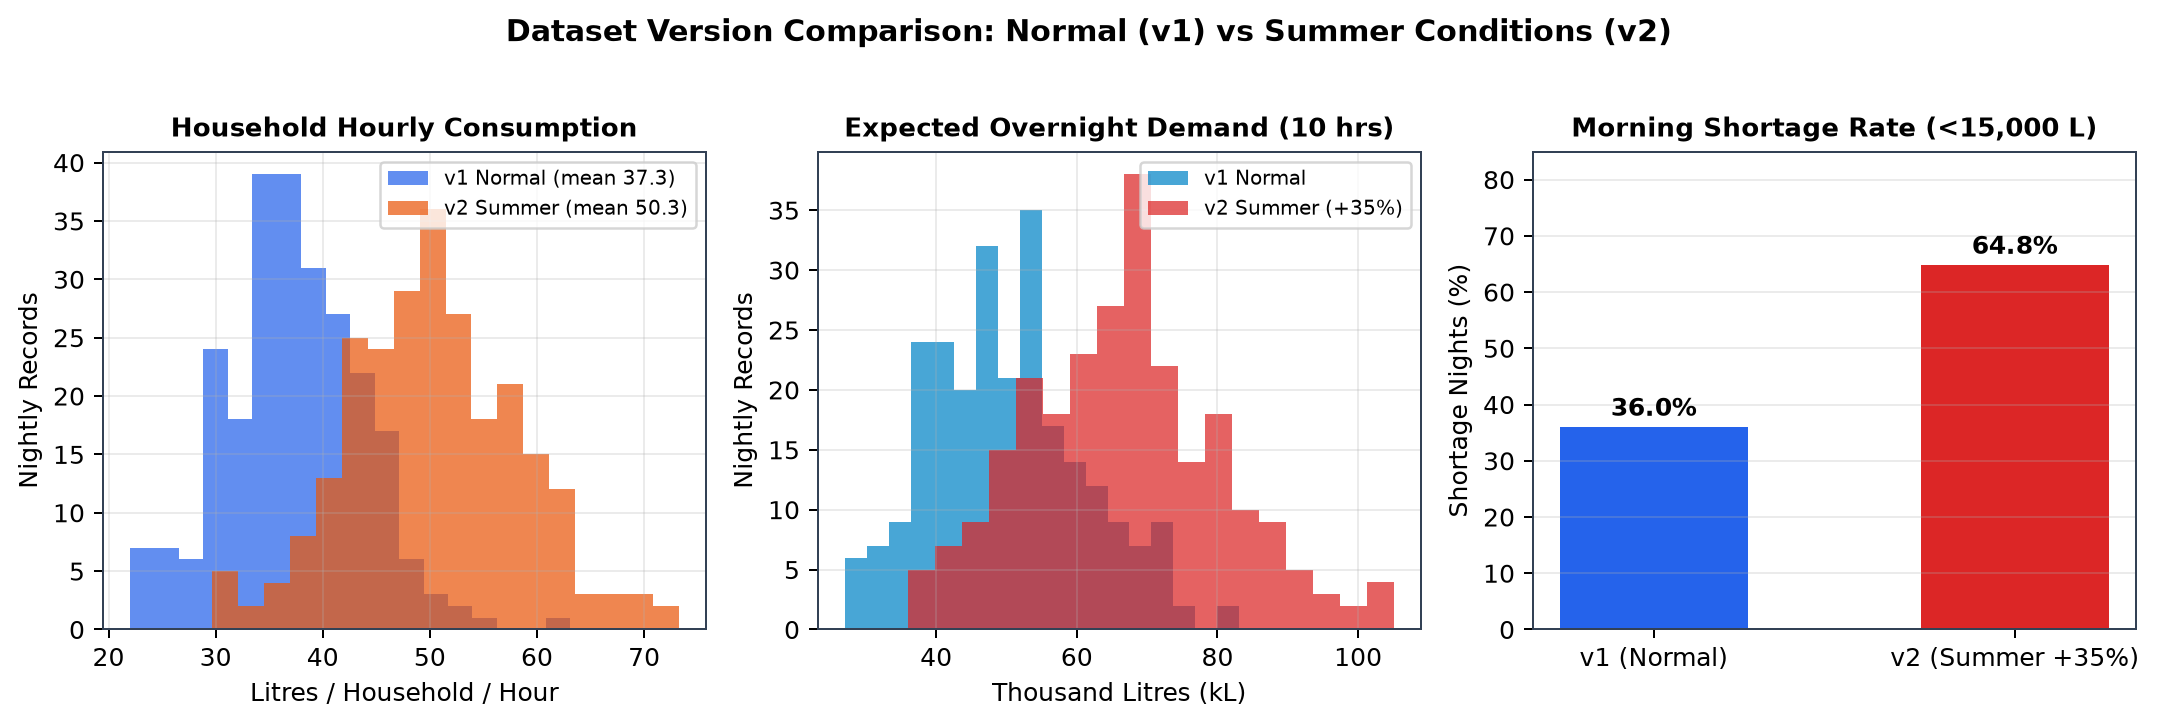 Dataset Version Comparison: Normal (v1) vs Summer Conditions (v2)
Household Hourly Consumption
v1 Normal (mean 37.3)
v2 Summer (mean 50.3)
Nightly Records
40
35
30
25
20
15
10
5
0
20 30 40 50 60 70
Litres / Household / Hour
Expected Overnight Demand (10 hrs)
v1 Normal
v2 Summer (+35%)
Nightly Records
35
30
25
20
15
10
5
0
40 60 80 100
Thousand Litres (kL)
Morning Shortage Rate (<15,000 L)
Shortage Nights (%)
80
70
60
50
40
30
20
10
0
36.0%
64.8%
v1 (Normal) v2 (Summer +35%)